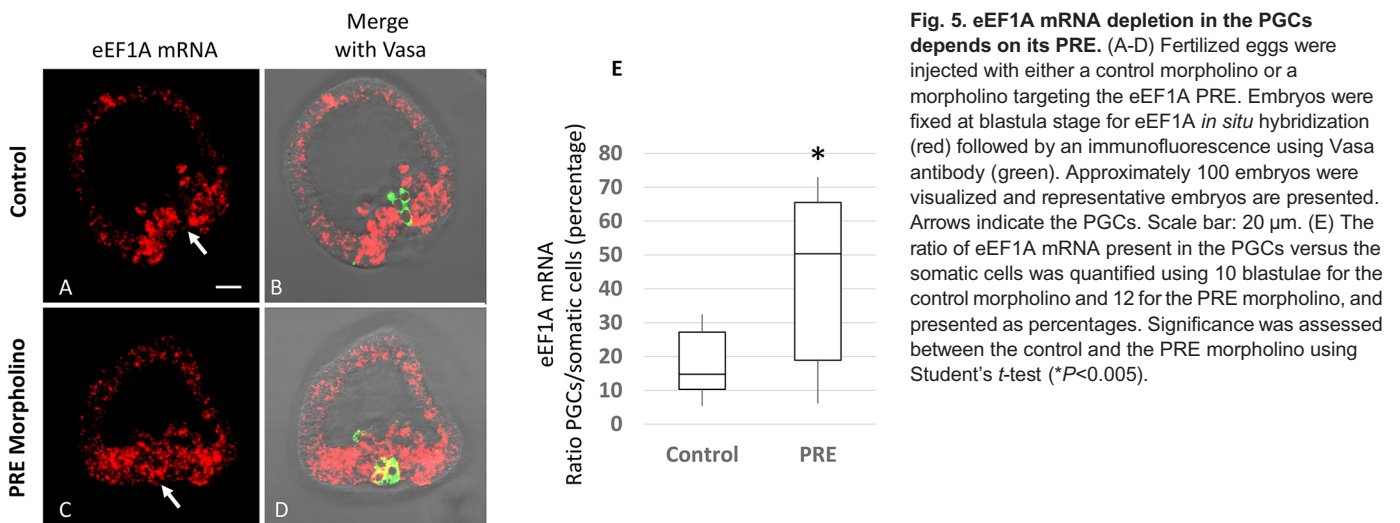 eEF1A mRNA
Merge
with Vasa
Control
A
B
PRE Morpholino
C
D
E
eEF1A mRNA
Ratio PGCs/somatic cells (percentage)
80
70
60
50
40
30
20
10
0
*
Control
PRE
Fig. 5. eEF1A mRNA depletion in the PGCs
depends on its PRE. (A-D) Fertilized eggs were
injected with either a control morpholino or a
morpholino targeting the eEF1A PRE. Embryos were
fixed at blastula stage for eEF1A in situ hybridization
(red) followed by an immunofluorescence using Vasa
antibody (green). Approximately 100 embryos were
visualized and representative embryos are presented.
Arrows indicate the PGCs. Scale bar: 20 µm. (E) The
ratio of eEF1A mRNA present in the PGCs versus the
somatic cells was quantified using 10 blastulae for the
control morpholino and 12 for the PRE morpholino, and
presented as percentages. Significance was assessed
between the control and the PRE morpholino using
Student's t-test (*P<0.005).